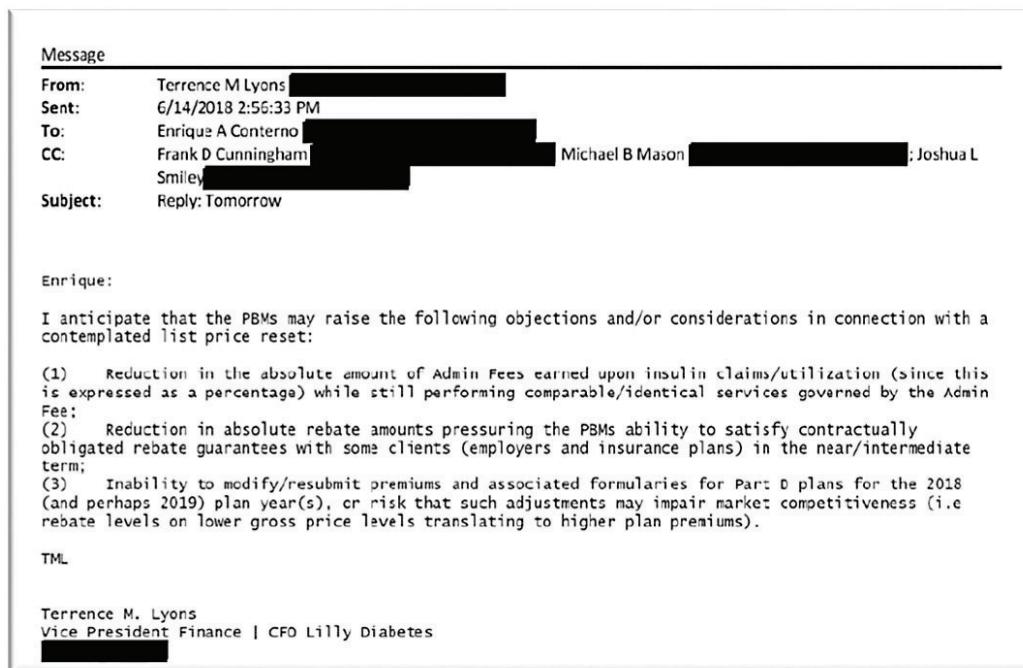 Message
From: Terrence M Lyons
Sent: 6/14/2018 2:56:33 PM
To: Enrique A Conterno
CC: Frank D Cunningham Michael B Mason ; Joshua L
Smiley
Subject: Reply: Tomorrow
Enrique:
I anticipate that the PBMs may raise the following objections and/or considerations in connection with a
contemplated list price reset:
(1) Reduction in the absolute amount of Admin Fees earned upon insulin claims/utilization (since this
is expressed as a percentage) while still performing comparable/identical services governed by the Admin
Fee;
(2) Reduction in absolute rebate amounts pressuring the PBMs ability to satisfy contractually
obligated rebate guarantees with some clients (employers and insurance plans) in the near/intermediate
term;
(3) Inability to modify/resubmit premiums and associated formularies for Part D plans for the 2018
(and perhaps 2019) plan year(s), or risk that such adjustments may impair market competitiveness (i.e
rebate levels on lower gross price levels translating to higher plan premiums).
TML
Terrence M. Lyons
Vice President Finance | CFO Lilly Diabetes